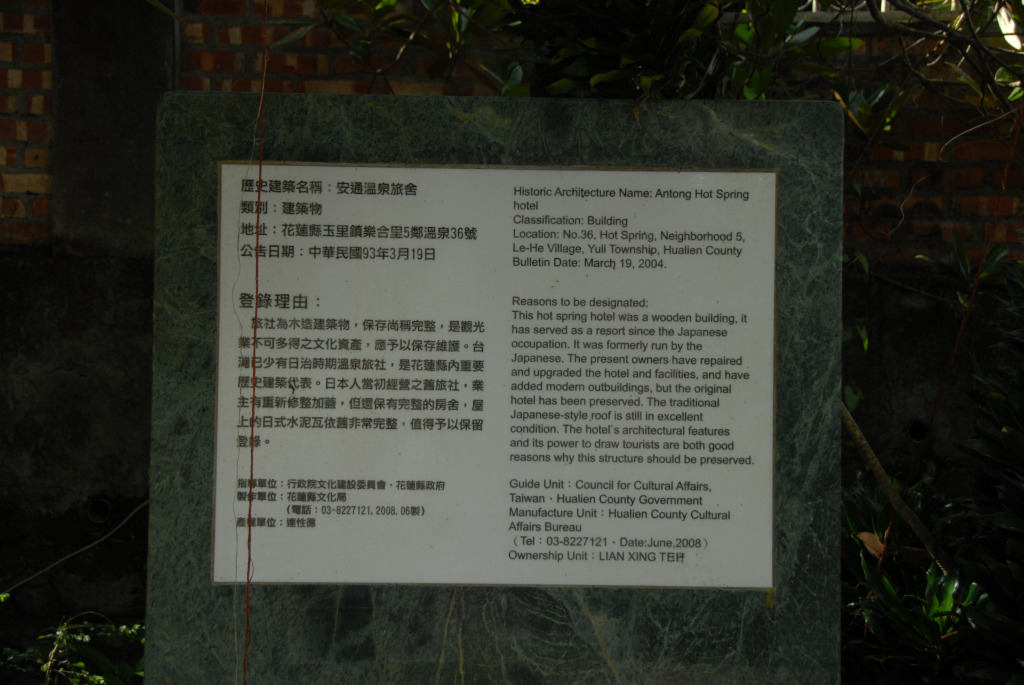 歷史建築名稱：安通溫泉旅舍
類別：建築物
地址：花蓮縣玉里鎮樂合里5鄰溫泉36號
公告日期：中華民國93年3月19日
登錄理由：
旅社為木造建築物，保存尚稱完整，是觀光
業不可多得之文化資產，應予以保存維護。台
灣已少有日治時期溫泉旅社，是花蓮縣內重要
歷史建築代表。日本人當初經營之舊旅社，業
主有重新修整加蓋，但還保有完整的房舍，屋
上的日式水泥瓦依舊非常完整，值得予以保留
登錄。
指導單位：行政院文化建設委員會、花蓮縣政府
製作單位：花蓮縣文化局
（電話：03-8227121，2008.06製）
產權單位：連性德
Historic Architecture Name: Antong Hot Spring
hotel
Classification: Building
Location: No.36, Hot Spring, Neighborhood 5,
Le-He Village, Yuli Township, Hualien County
Bulletin Date: March 19, 2004.
Reasons to be designated:
This hot spring hotel was a wooden building, it
has served as a resort since the Japanese
occupation. It was formerly run by the
Japanese. The present owners have repaired
and upgraded the hotel and facilities, and have
added modern outbuildings, but the original
hotel has been preserved. The traditional
Japanese-style roof is still in excellent
condition. The hotel's architectural features
and its power to draw tourists are both good
reasons why this structure should be preserved.
Guide Unit：Council for Cultural Affairs,
Taiwan、Hualien County Government
Manufacture Unit：Hualien County Cultural
Affairs Bureau
（Tel：03-8227121、Date:June,2008）
Ownership Unit：LIAN XING TEH